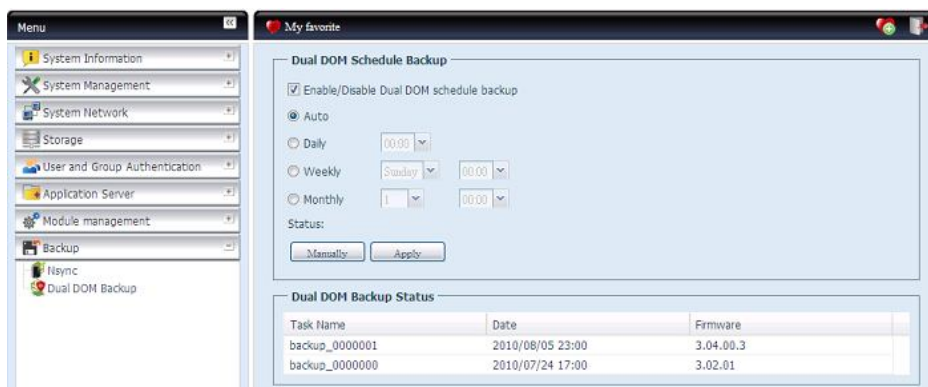 Menu
My favorite
System Information
System Management
System Network
Storage
User and Group Authentication
Application Server
Module management
Backup
Nsync
Dual DOM Backup
Dual DOM Schedule Backup
Enable/Disable Dual DOM schedule backup
Auto
Daily 00:00
Weekly Sunday 00:00
Monthly 1 00:00
Status:
Manually Apply
Dual DOM Backup Status
Task Name Date Firmware
backup_0000001 2010/08/05 23:00 3.04.00.3
backup_0000000 2010/07/24 17:00 3.02.01